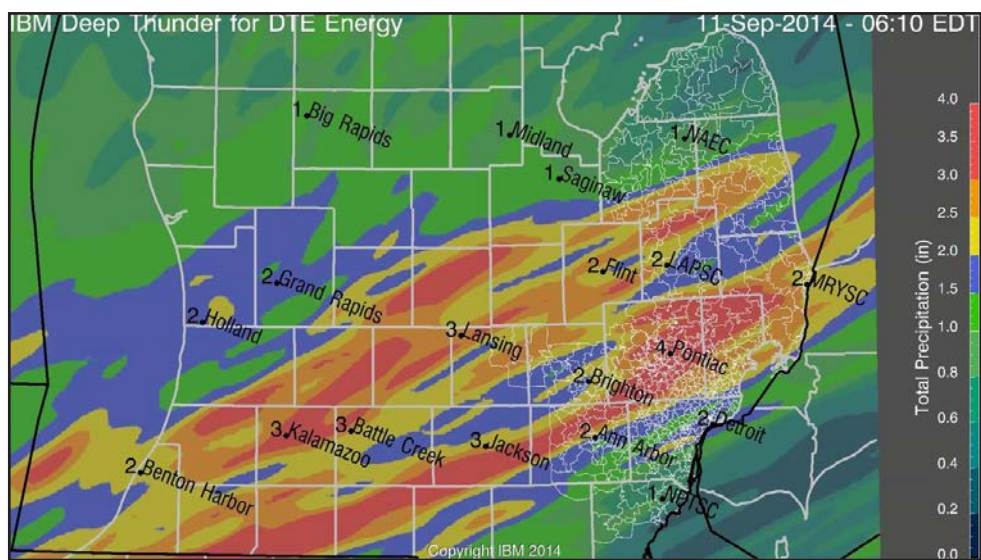 IBM Deep Thunder for DTE Energy
11-Sep-2014 - 06:10 EDT
1 Big Rapids
1 Midland
1 NAEC
1 Saginaw
2 Grand Rapids
2 Flint
2 LAPSC
2 MRYSC
2 Holland
3 Lansing
4 Pontiac
2 Brighton
3 Kalamazoo
3 Battle Creek
3 Jackson
2 Ann Arbor
2 Detroit
2 Benton Harbor
1 NPTSC
Total Precipitation (in)
4.0
3.5
3.0
2.5
2.0
1.5
1.0
0.8
0.6
0.4
0.2
0.0
Copyright IBM 2014